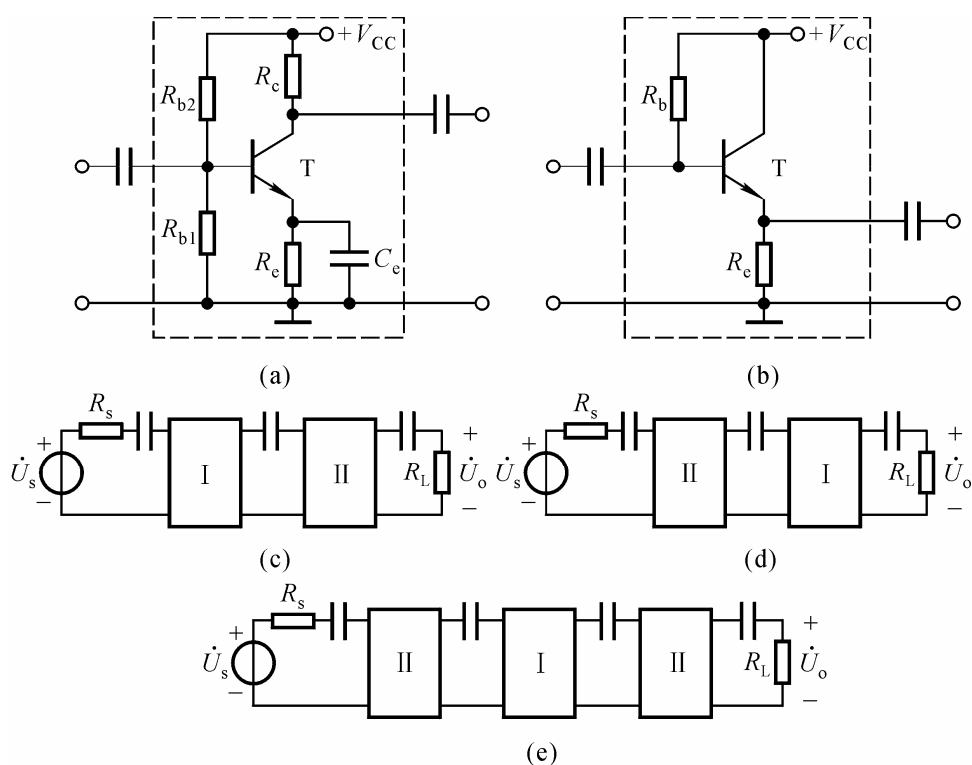 +V_CC
R_c
R_b2
T
R_b1
R_e
C_e
(a)
+V_CC
R_b
T
R_e
(b)
R_s
+
U̇_s
−
I
II
R_L
+
U̇_o
−
(c)
R_s
+
U̇_s
−
II
I
R_L
+
U̇_o
−
(d)
R_s
+
U̇_s
−
II
I
II
R_L
+
U̇_o
−
(e)